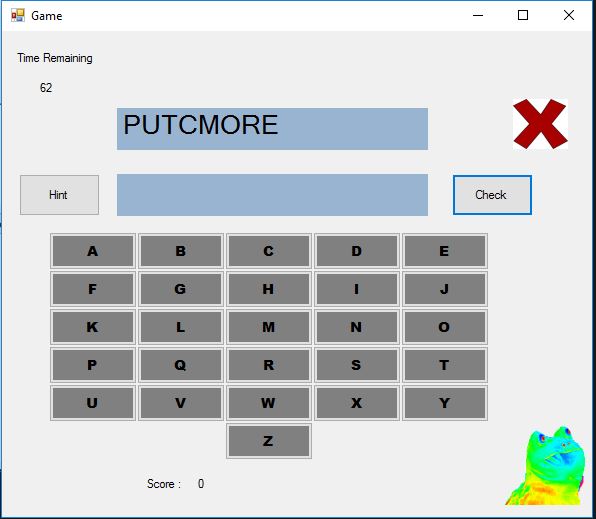 Game
Time Remaining
62
PUTCMORE
Hint
Check
A B C D E
F G H I J
K L M N O
P Q R S T
U V W X Y
Z
Score : 0